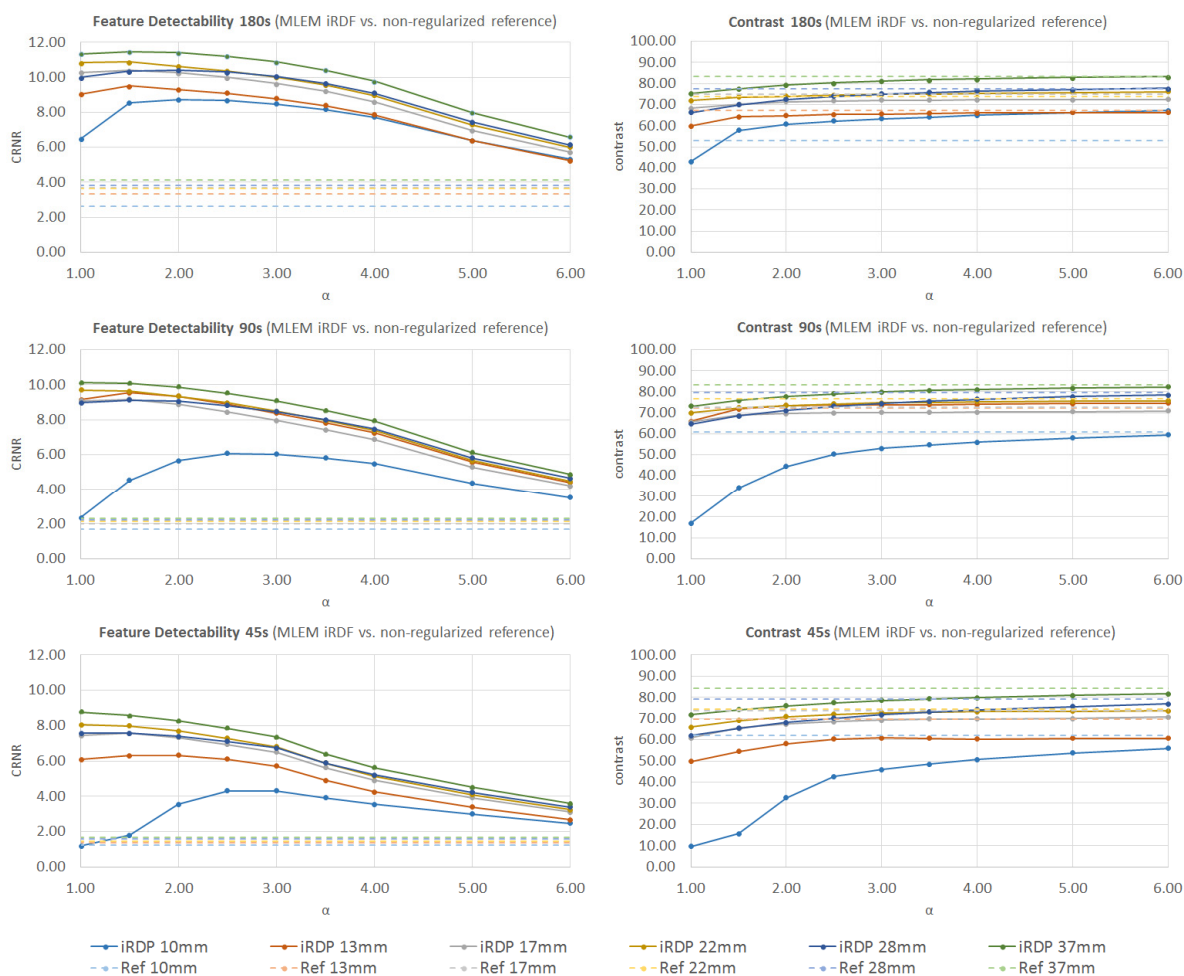 Feature Detectability 180s (MLEM iRDF vs. non-regularized reference)
12.00
10.00
8.00
6.00
4.00
2.00
0.00
CRNR
1.00 2.00 3.00 4.00 5.00 6.00
α
Contrast 180s (MLEM iRDF vs. non-regularized reference)
100.00
90.00
80.00
70.00
60.00
50.00
40.00
30.00
20.00
10.00
0.00
contrast
1.00 2.00 3.00 4.00 5.00 6.00
α
Feature Detectability 90s (MLEM iRDF vs. non-regularized reference)
12.00
10.00
8.00
6.00
4.00
2.00
0.00
CRNR
1.00 2.00 3.00 4.00 5.00 6.00
α
Contrast 90s (MLEM iRDF vs. non-regularized reference)
100.00
90.00
80.00
70.00
60.00
50.00
40.00
30.00
20.00
10.00
0.00
contrast
1.00 2.00 3.00 4.00 5.00 6.00
α
Feature Detectability 45s (MLEM iRDF vs. non-regularized reference)
12.00
10.00
8.00
6.00
4.00
2.00
0.00
CRNR
1.00 2.00 3.00 4.00 5.00 6.00
α
Contrast 45s (MLEM iRDF vs. non-regularized reference)
100.00
90.00
80.00
70.00
60.00
50.00
40.00
30.00
20.00
10.00
0.00
contrast
1.00 2.00 3.00 4.00 5.00 6.00
α
iRDP 10mm iRDP 13mm iRDP 17mm iRDP 22mm iRDP 28mm iRDP 37mm
Ref 10mm Ref 13mm Ref 17mm Ref 22mm Ref 28mm Ref 37mm